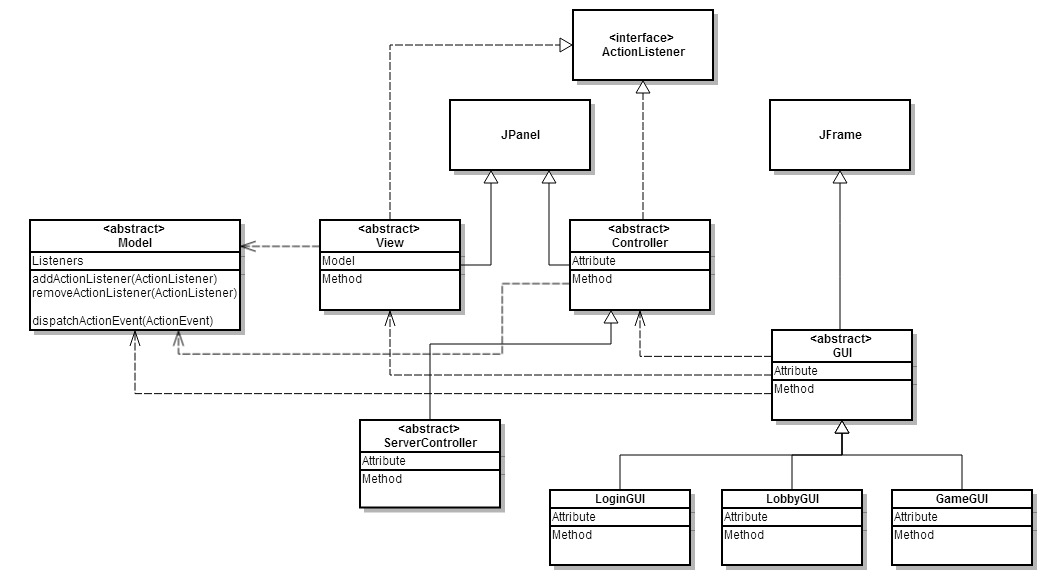 <interface>
ActionListener
JPanel
JFrame
<abstract>
Model
Listeners
addActionListener(ActionListener)
removeActionListener(ActionListener)
dispatchActionEvent(ActionEvent)
<abstract>
View
Model
Method
<abstract>
Controller
Attribute
Method
<abstract>
GUI
Attribute
Method
<abstract>
ServerController
Attribute
Method
LoginGUI
Attribute
Method
LobbyGUI
Attribute
Method
GameGUI
Attribute
Method